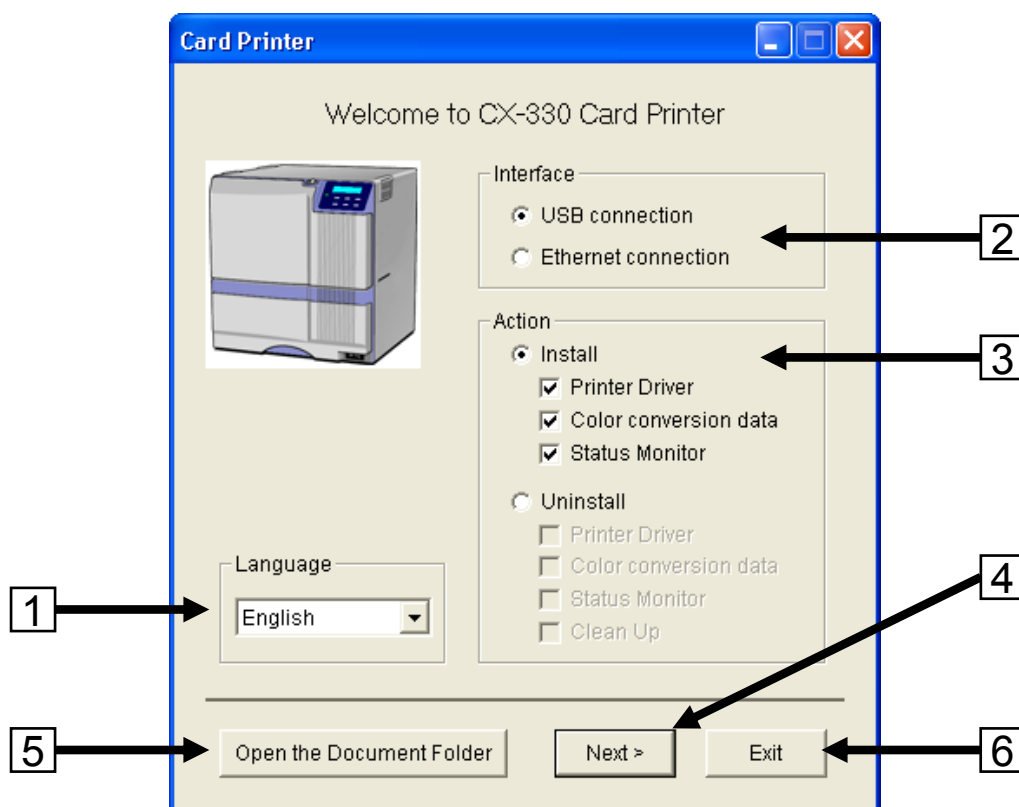 Card Printer
Welcome to CX-330 Card Printer
Interface
USB connection
Ethernet connection
2
Action
Install
3
Printer Driver
Color conversion data
Status Monitor
Uninstall
Printer Driver
Color conversion data
Status Monitor
Clean Up
4
Language
English
1
5
Open the Document Folder
Next >
Exit
6